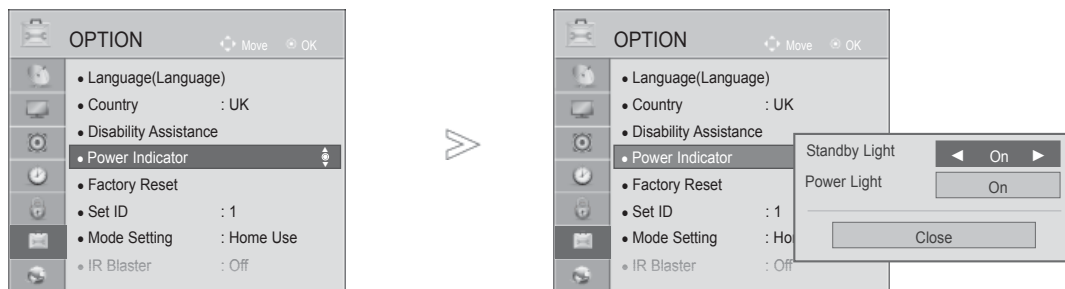 OPTION Move OK
• Language(Language)
• Country : UK
• Disability Assistance
• Power Indicator
• Factory Reset
• Set ID : 1
• Mode Setting : Home Use
• IR Blaster : Off
OPTION Move OK
• Language(Language)
• Country : UK
• Disability Assistance
• Power Indicator
• Factory Reset
• Set ID : 1
• Mode Setting : Ho
• IR Blaster : Off
Standby Light ◄ On ►
Power Light On
Close